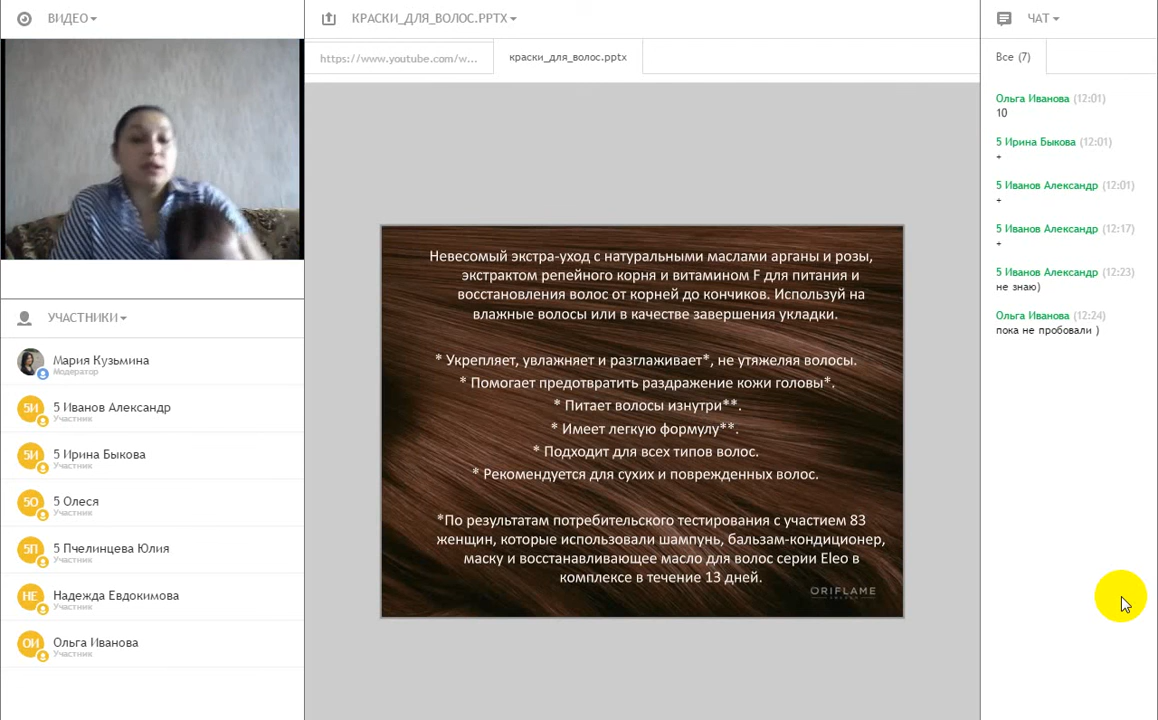 ВИДЕО
КРАСКИ_ДЛЯ_ВОЛОС.PPTX
ЧАТ
https://www.youtube.com/w...
краски_для_волос.pptx
Все (7)
Ольга Иванова (12:01)
10
5 Ирина Быкова (12:01)
+
5 Иванов Александр (12:01)
+
5 Иванов Александр (12:17)
+
5 Иванов Александр (12:23)
не знаю)
Ольга Иванова (12:24)
пока не пробовали )
Невесомый экстра-уход с натуральными маслами арганы и розы,
экстрактом репейного корня и витамином F для питания и
восстановления волос от корней до кончиков. Используй на
влажные волосы или в качестве завершения укладки.
* Укрепляет, увлажняет и разглаживает*, не утяжеляя волосы.
* Помогает предотвратить раздражение кожи головы*.
* Питает волосы изнутри**.
* Имеет легкую формулу**.
* Подходит для всех типов волос.
* Рекомендуется для сухих и поврежденных волос.
*По результатам потребительского тестирования с участием 83
женщин, которые использовали шампунь, бальзам-кондиционер,
маску и восстанавливающее масло для волос серии Eleo в
комплексе в течение 13 дней.
ORIFLAME
SWEDEN
УЧАСТНИКИ
Мария Кузьмина
Модератор
5И 5 Иванов Александр
Участник
5И 5 Ирина Быкова
Участник
5О 5 Олеся
Участник
5П 5 Пчелинцева Юлия
Участник
НЕ Надежда Евдокимова
Участник
ОИ Ольга Иванова
Участник